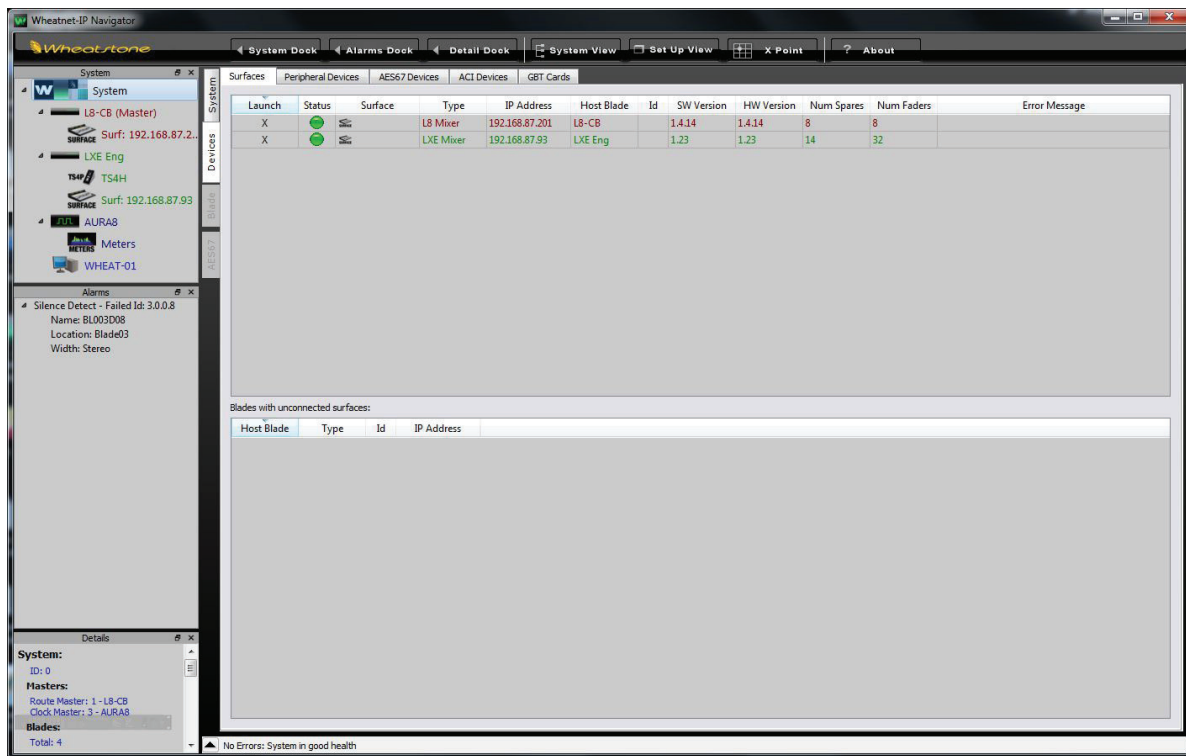 Wheatnet-IP Navigator
Wheatstone
System Dock Alarms Dock Detail Dock System View Set Up View X Point ? About
System
W System
L8-CB (Master)
SURFACE Surf: 192.168.87.2..
LXE Eng
TS4P TS4H
SURFACE Surf: 192.168.87.93
AURA8
METERS Meters
WHEAT-01
Alarms
Silence Detect - Failed Id: 3.0.0.8
Name: BL003D08
Location: Blade03
Width: Stereo
Details
System:
ID: 0
Masters:
Route Master: 1 - L8-CB
Clock Master: 3 - AURA8
Blades:
Total: 4
System
Devices
Blade
AES67
Surfaces Peripheral Devices AES67 Devices ACI Devices GBT Cards
Launch Status Surface Type IP Address Host Blade Id SW Version HW Version Num Spares Num Faders Error Message
X L8 Mixer 192.168.87.201 L8-CB 1.4.14 1.4.14 8 8
X LXE Mixer 192.168.87.93 LXE Eng 1.23 1.23 14 32
Blades with unconnected surfaces:
Host Blade Type Id IP Address
No Errors: System in good health